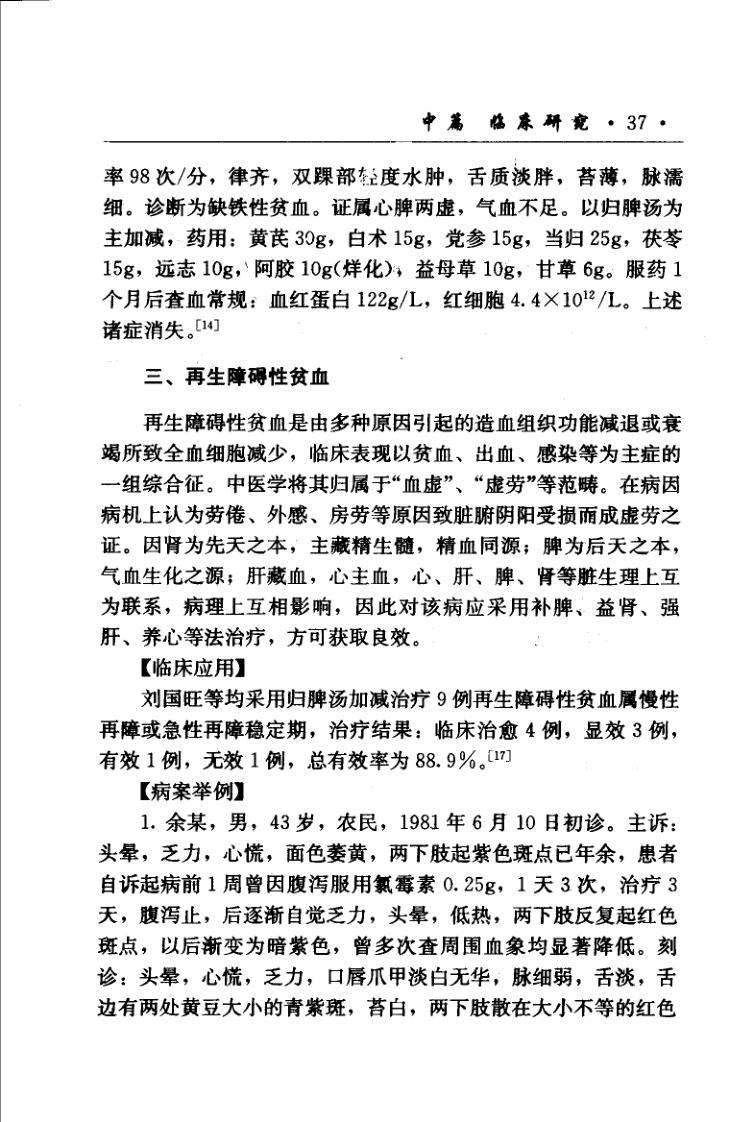 中篇 临床研究 · 37 ·
率 98 次/分，律齐，双踝部轻度水肿，舌质淡胖，苔薄，脉濡
细。诊断为缺铁性贫血。证属心脾两虚，气血不足。以归脾汤为
主加减，药用：黄芪 30g，白术 15g，党参 15g，当归 25g，茯苓
15g，远志 10g，阿胶 10g(烊化)，益母草 10g，甘草 6g。服药 1
个月后查血常规：血红蛋白 122g/L，红细胞 4.4×10¹²/L。上述
诸症消失。[14]
三、再生障碍性贫血
再生障碍性贫血是由多种原因引起的造血组织功能减退或衰
竭所致全血细胞减少，临床表现以贫血、出血、感染等为主症的
一组综合征。中医学将其归属于“血虚”、“虚劳”等范畴。在病因
病机上认为劳倦、外感、房劳等原因致脏腑阴阳受损而成虚劳之
证。因肾为先天之本，主藏精生髓，精血同源；脾为后天之本，
气血生化之源；肝藏血，心主血，心、肝、脾、肾等脏生理上互
为联系，病理上互相影响，因此对该病应采用补脾、益肾、强
肝、养心等法治疗，方可获取良效。
【临床应用】
刘国旺等均采用归脾汤加减治疗 9 例再生障碍性贫血属慢性
再障或急性再障稳定期，治疗结果：临床治愈 4 例，显效 3 例，
有效 1 例，无效 1 例，总有效率为 88.9%。[17]
【病案举例】
1. 余某，男，43 岁，农民，1981 年 6 月 10 日初诊。主诉：
头晕，乏力，心慌，面色萎黄，两下肢起紫色斑点已年余，患者
自诉起病前 1 周曾因腹泻服用氯霉素 0.25g，1 天 3 次，治疗 3
天，腹泻止，后逐渐自觉乏力，头晕，低热，两下肢反复起红色
斑点，以后渐变为暗紫色，曾多次查周围血象均显著降低。刻
诊：头晕，心慌，乏力，口唇爪甲淡白无华，脉细弱，舌淡，舌
边有两处黄豆大小的青紫斑，苔白，两下肢散在大小不等的红色